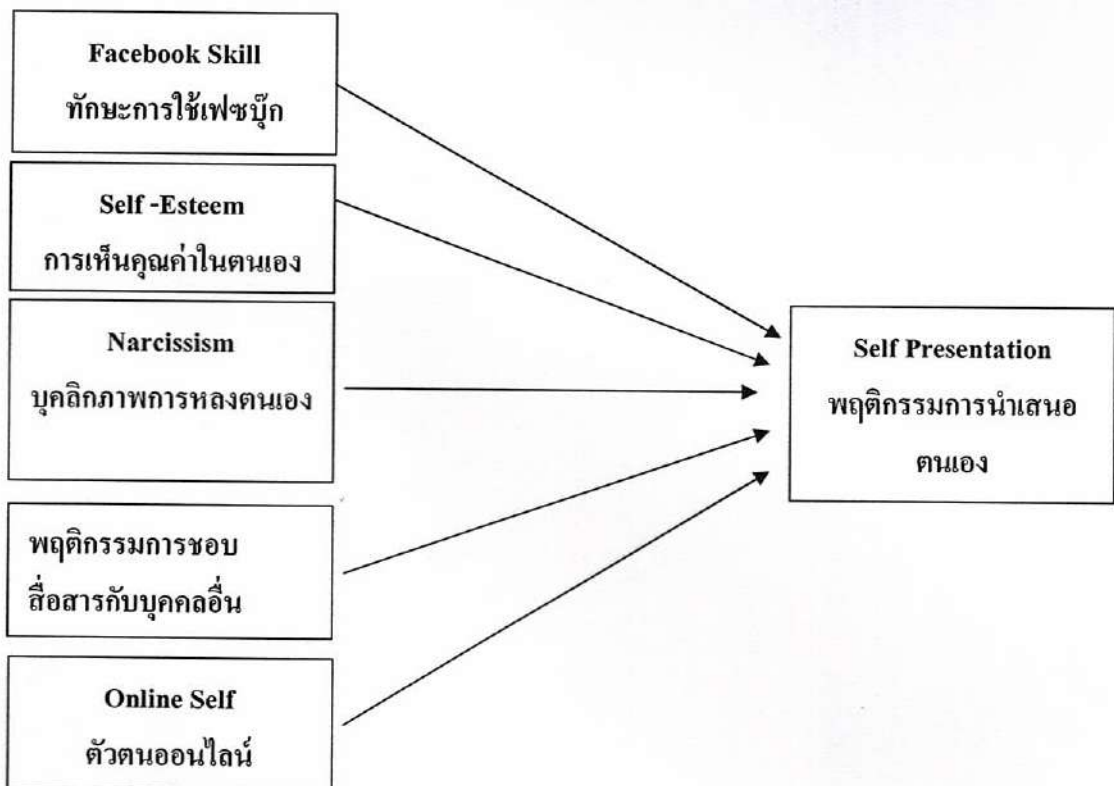 Facebook Skill
ทักษะการใช้เฟซบุ๊ก
Self -Esteem
การเห็นคุณค่าในตนเอง
Narcissism
บุคลิกภาพการหลงตนเอง
พฤติกรรมการชอบ
สื่อสารกับบุคคลอื่น
Online Self
ตัวตนออนไลน์
Self Presentation
พฤติกรรมการนำเสนอ
ตนเอง